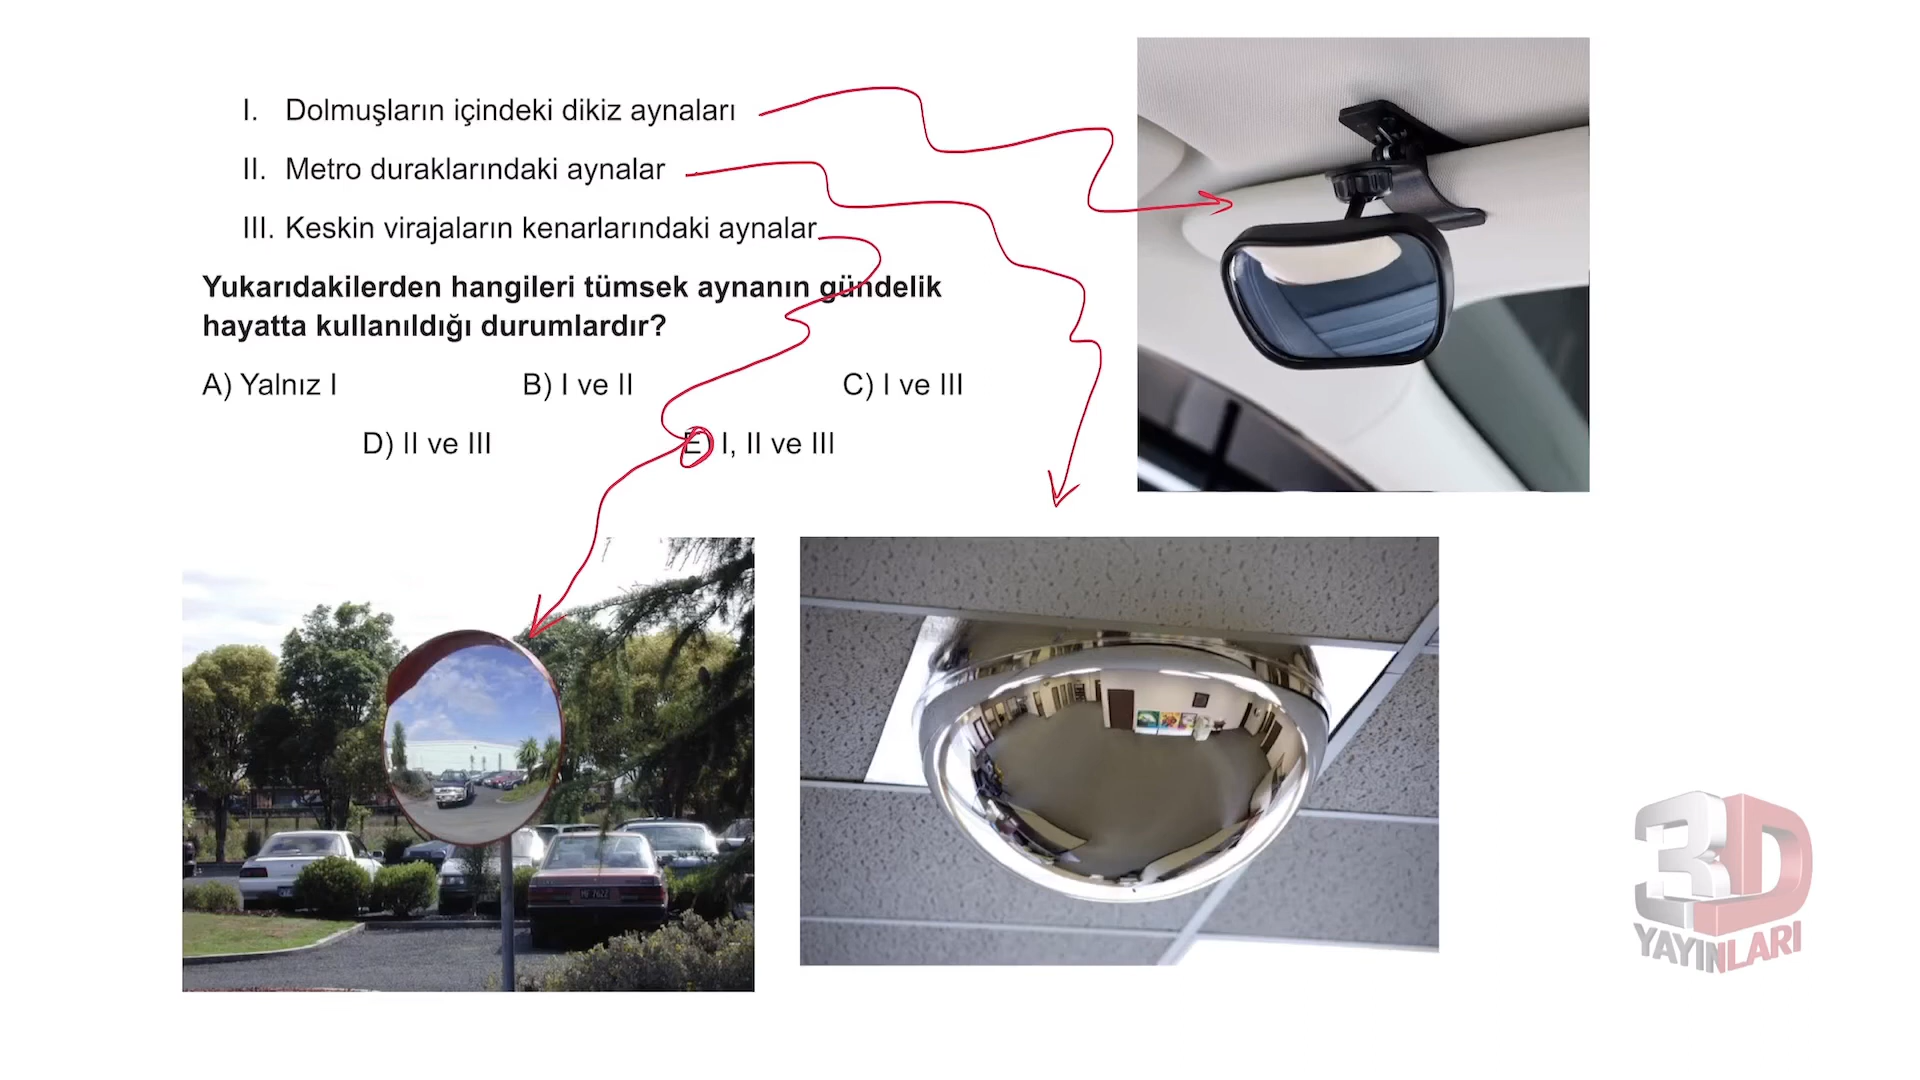 I. Dolmuşların içindeki dikiz aynaları
II. Metro duraklarındaki aynalar
III. Keskin virajaların kenarlarındaki aynalar
Yukarıdakilerden hangileri tümsek aynanın gündelik
hayatta kullanıldığı durumlardır?
A) Yalnız I B) I ve II C) I ve III
D) II ve III E) I, II ve III
3D
YAYINLARI